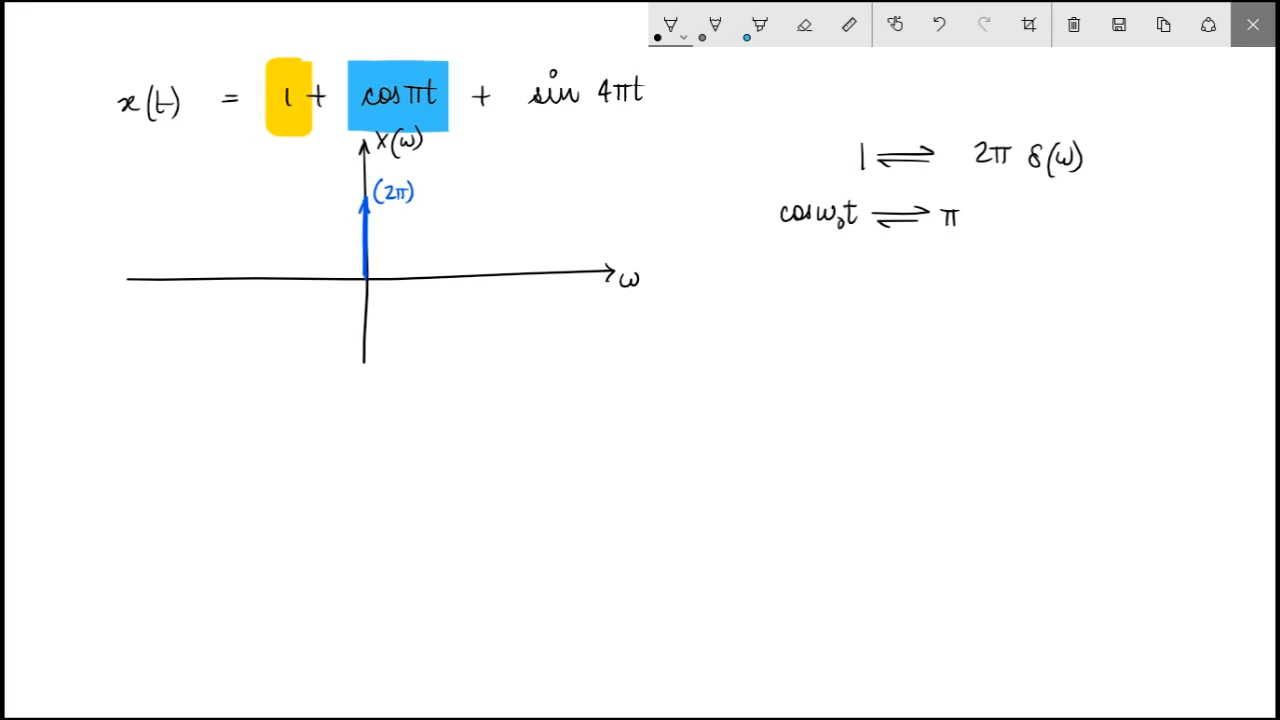 x(t) = 1 + cosπt + sin 4πt
X(ω)
(2π)
ω
1 ⇌ 2π δ(ω)
cosω₀t ⇌ π